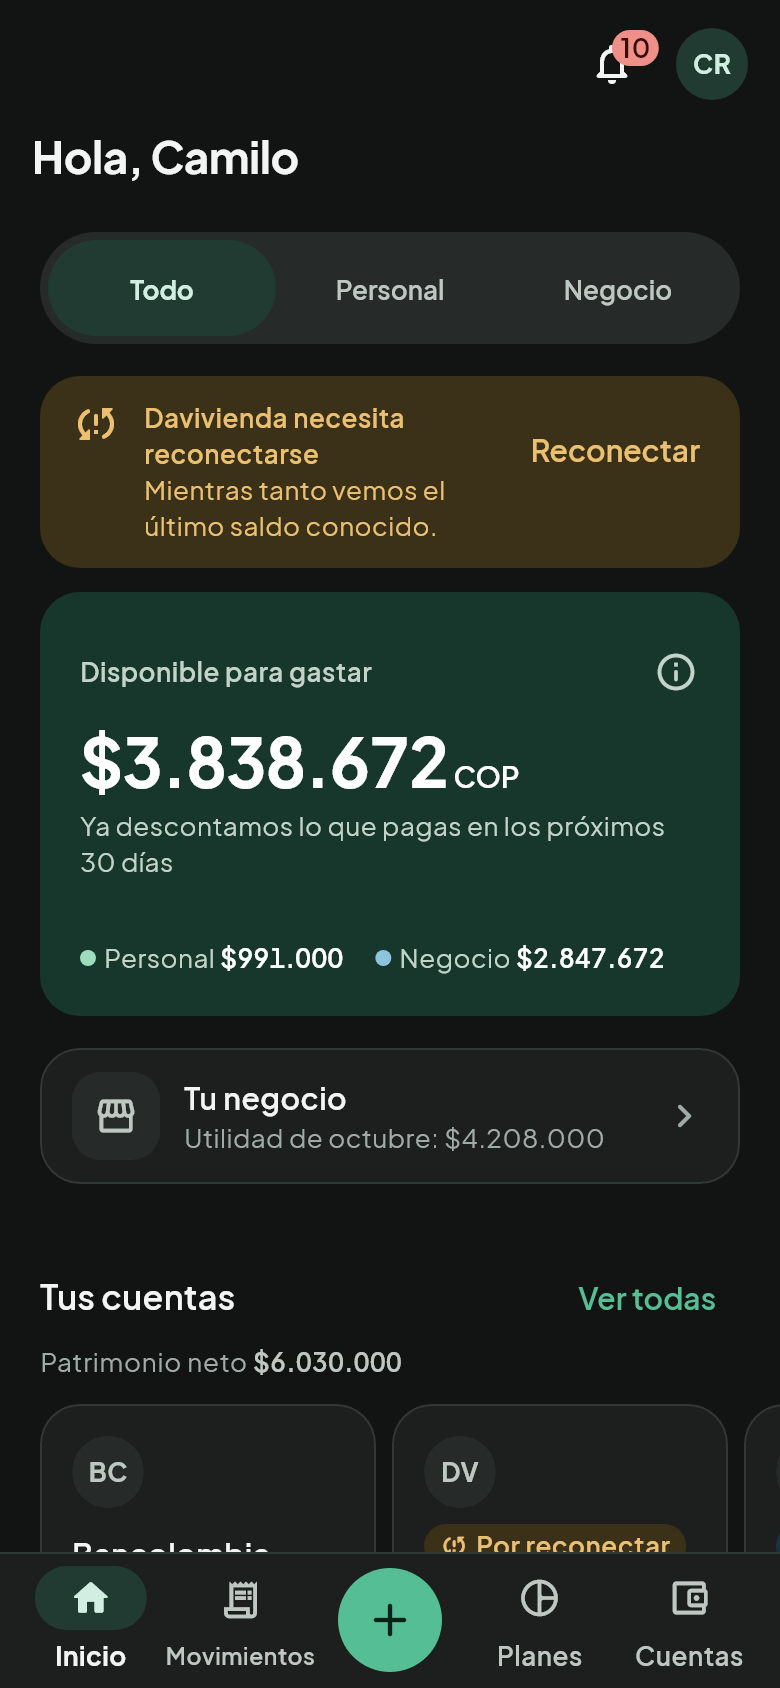 10
CR
Hola, Camilo
Todo
Personal
Negocio
Davivienda necesita
reconectarse
Mientras tanto vemos el
último saldo conocido.
Reconectar
Disponible para gastar
$3.838.672 COP
Ya descontamos lo que pagas en los próximos
30 días
Personal $991.000
Negocio $2.847.672
Tu negocio
Utilidad de octubre: $4.208.000
Tus cuentas
Ver todas
Patrimonio neto $6.030.000
BC
DV
Bancolombia
Por reconectar
Inicio
Movimientos
Planes
Cuentas